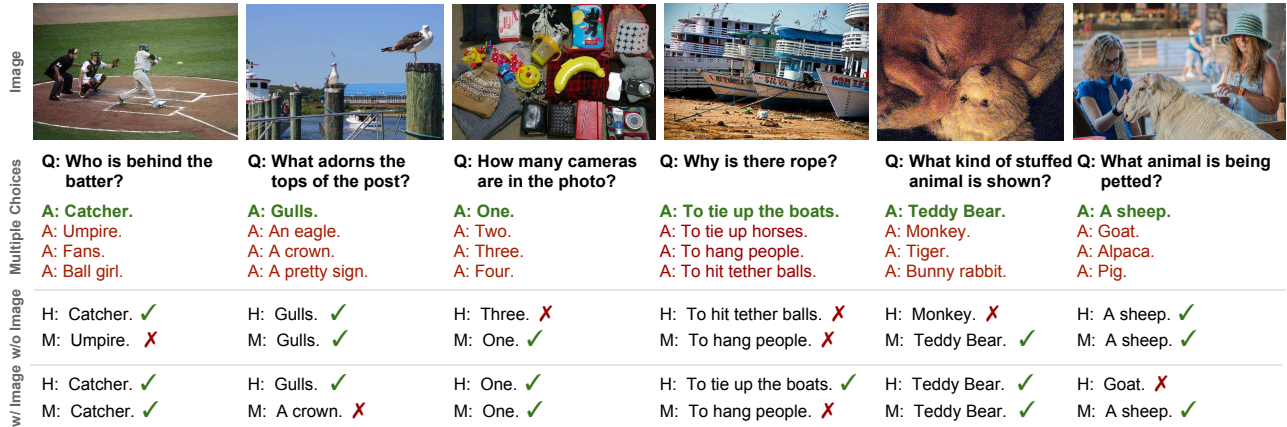 Image
Multiple Choices
w/o Image
w/ Image
Q: Who is behind the
batter?
A: Catcher.
A: Umpire.
A: Fans.
A: Ball girl.
H: Catcher. ✓
M: Umpire. ✗
H: Catcher. ✓
M: Catcher. ✓
Q: What adorns the
tops of the post?
A: Gulls.
A: An eagle.
A: A crown.
A: A pretty sign.
H: Gulls. ✓
M: Gulls. ✓
H: Gulls. ✓
M: A crown. ✗
Q: How many cameras
are in the photo?
A: One.
A: Two.
A: Three.
A: Four.
H: Three. ✗
M: One. ✓
H: One. ✓
M: One. ✓
Q: Why is there rope?
A: To tie up the boats.
A: To tie up horses.
A: To hang people.
A: To hit tether balls.
H: To hit tether balls. ✗
M: To hang people. ✗
H: To tie up the boats. ✓
M: To hang people. ✗
Q: What kind of stuffed
animal is shown?
A: Teddy Bear.
A: Monkey.
A: Tiger.
A: Bunny rabbit.
H: Monkey. ✗
M: Teddy Bear. ✓
H: Teddy Bear. ✓
M: Teddy Bear. ✓
Q: What animal is being
petted?
A: A sheep.
A: Goat.
A: Alpaca.
A: Pig.
H: A sheep. ✓
M: A sheep. ✓
H: Goat. ✗
M: A sheep. ✓